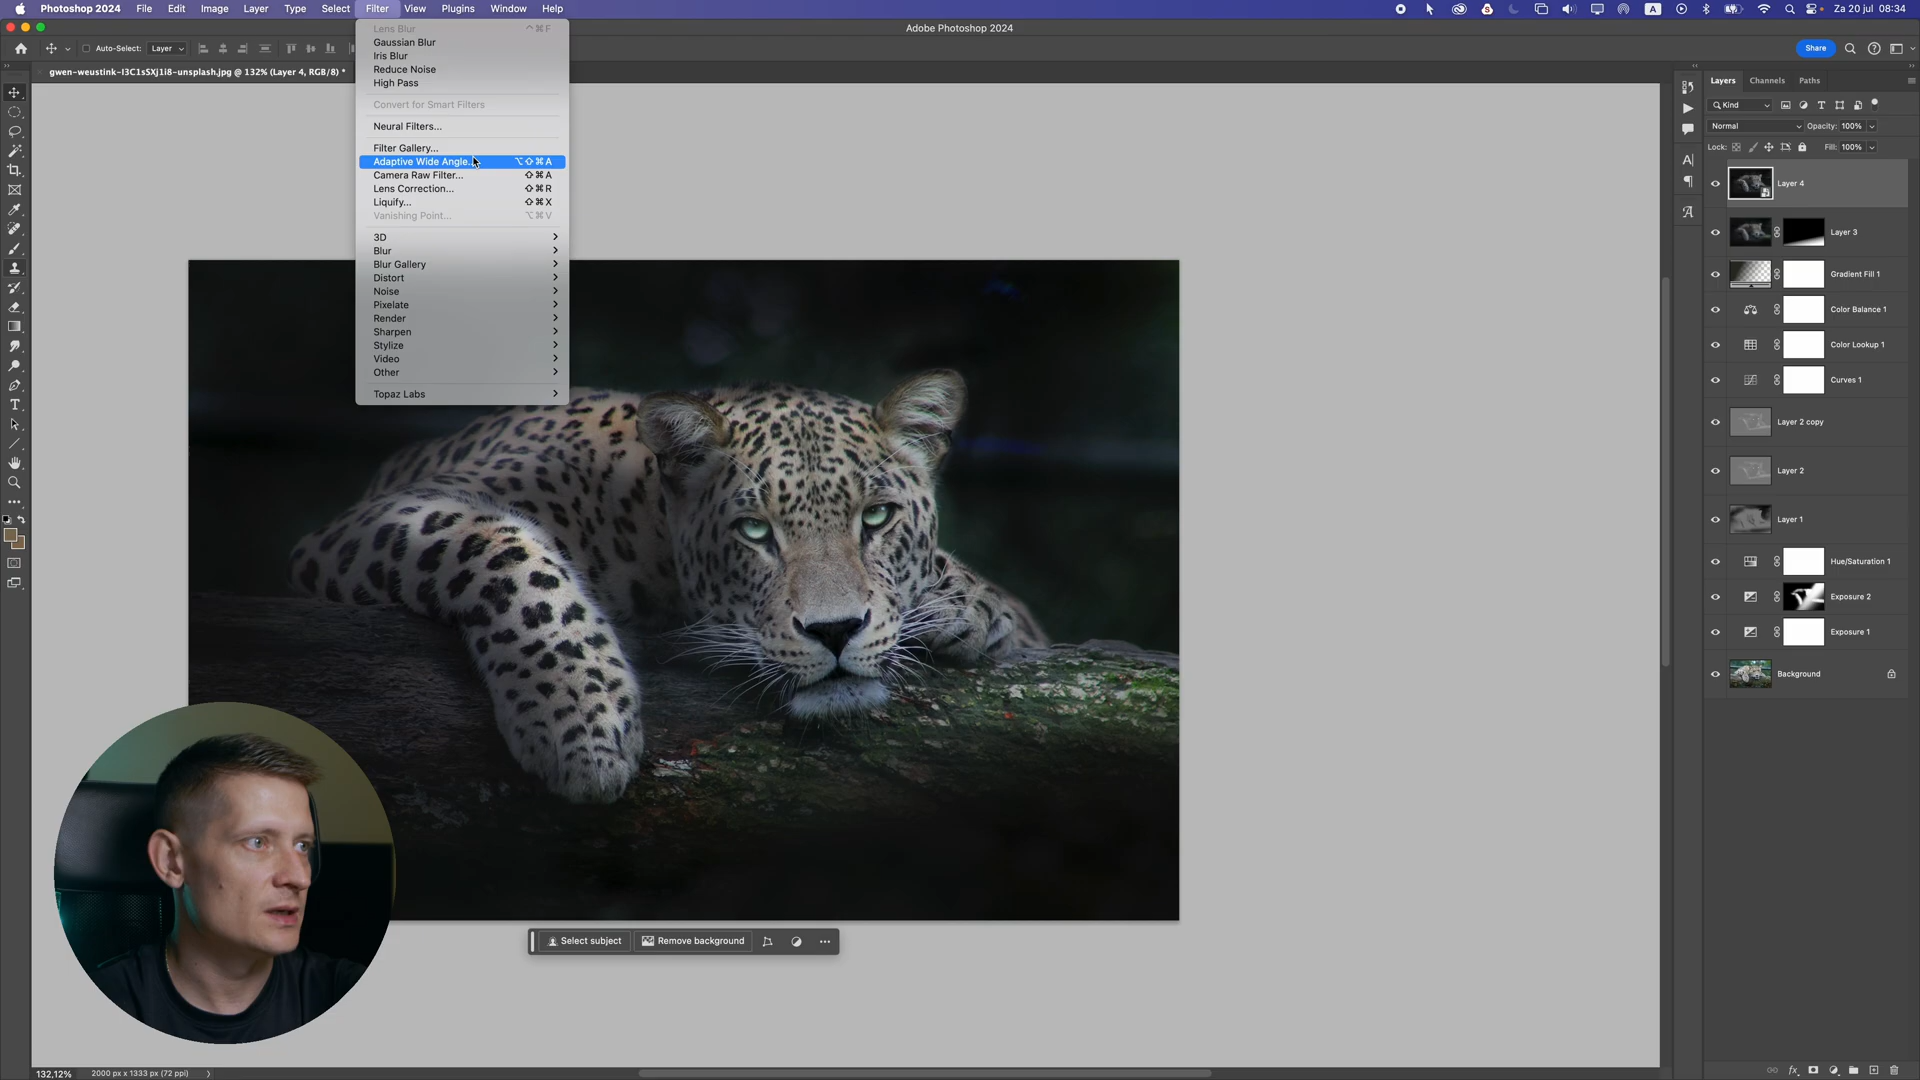 Photoshop 2024 File Edit Image Layer Type Select Filter View Plugins Window Help A Za 20 jul 08:34
Adobe Photoshop 2024
Auto-Select: Layer Share
gwen-weustink-I3C1sSXj1i8-unsplash.jpg @ 132% (Layer 4, RGB/8) *
Lens Blur ^⌘F
Gaussian Blur
Iris Blur
Reduce Noise
High Pass
Convert for Smart Filters
Neural Filters...
Filter Gallery...
Adaptive Wide Angle... ⌥⇧⌘A
Camera Raw Filter... ⇧⌘A
Lens Correction... ⇧⌘R
Liquify... ⇧⌘X
Vanishing Point... ⌥⌘V
3D
Blur
Blur Gallery
Distort
Noise
Pixelate
Render
Sharpen
Stylize
Video
Other
Topaz Labs
Layers Channels Paths
Kind
Normal Opacity: 100%
Lock: Fill: 100%
Layer 4
Layer 3
Gradient Fill 1
Color Balance 1
Color Lookup 1
Curves 1
Layer 2 copy
Layer 2
Layer 1
Hue/Saturation 1
Exposure 2
Exposure 1
Background
Select subject Remove background
132,12% 2000 px x 1333 px (72 ppi)